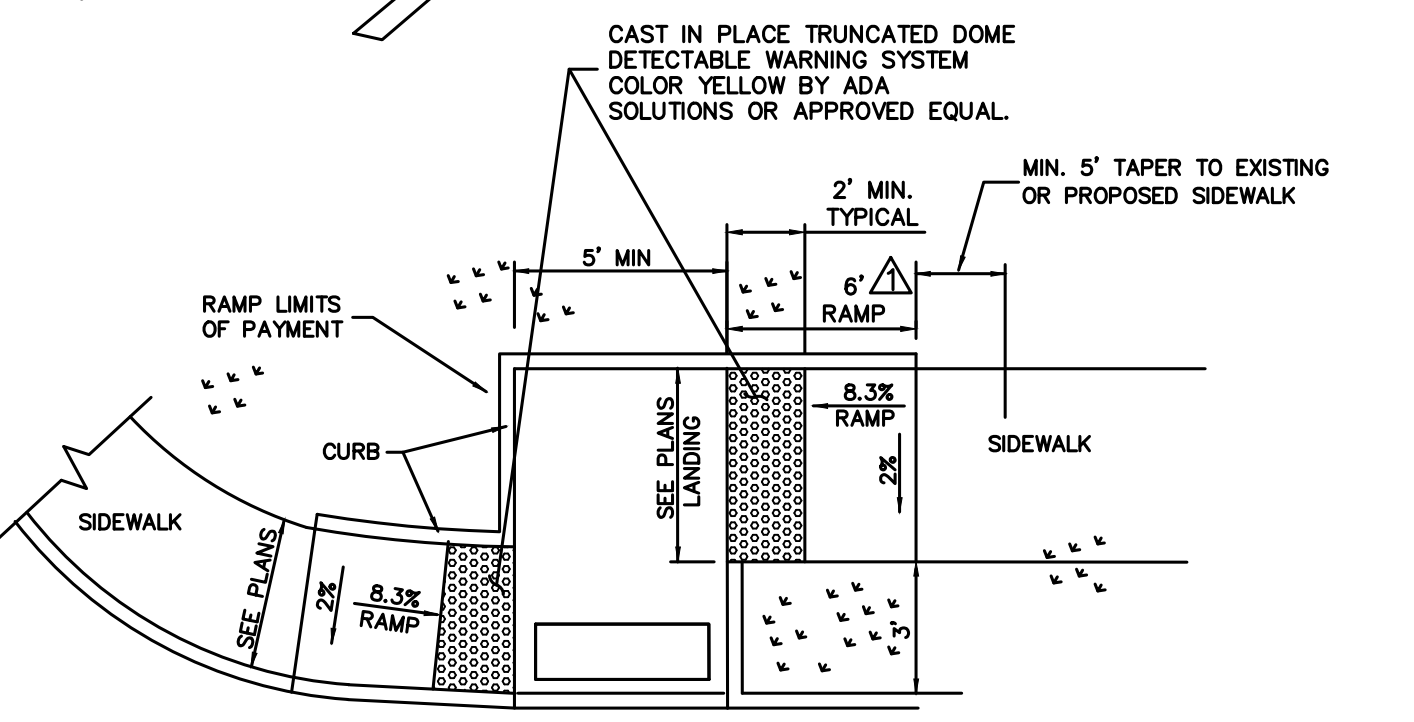 CAST IN PLACE TRUNCATED DOME
DETECTABLE WARNING SYSTEM
COLOR YELLOW BY ADA
SOLUTIONS OR APPROVED EQUAL.
MIN. 5' TAPER TO EXISTING
OR PROPOSED SIDEWALK
2' MIN.
TYPICAL
5' MIN
6' 1
RAMP
RAMP LIMITS
OF PAYMENT
8.3%
RAMP
SEE PLANS
LANDING
2%
SIDEWALK
CURB
SIDEWALK
SEE PLANS
2%
8.3%
RAMP
3'